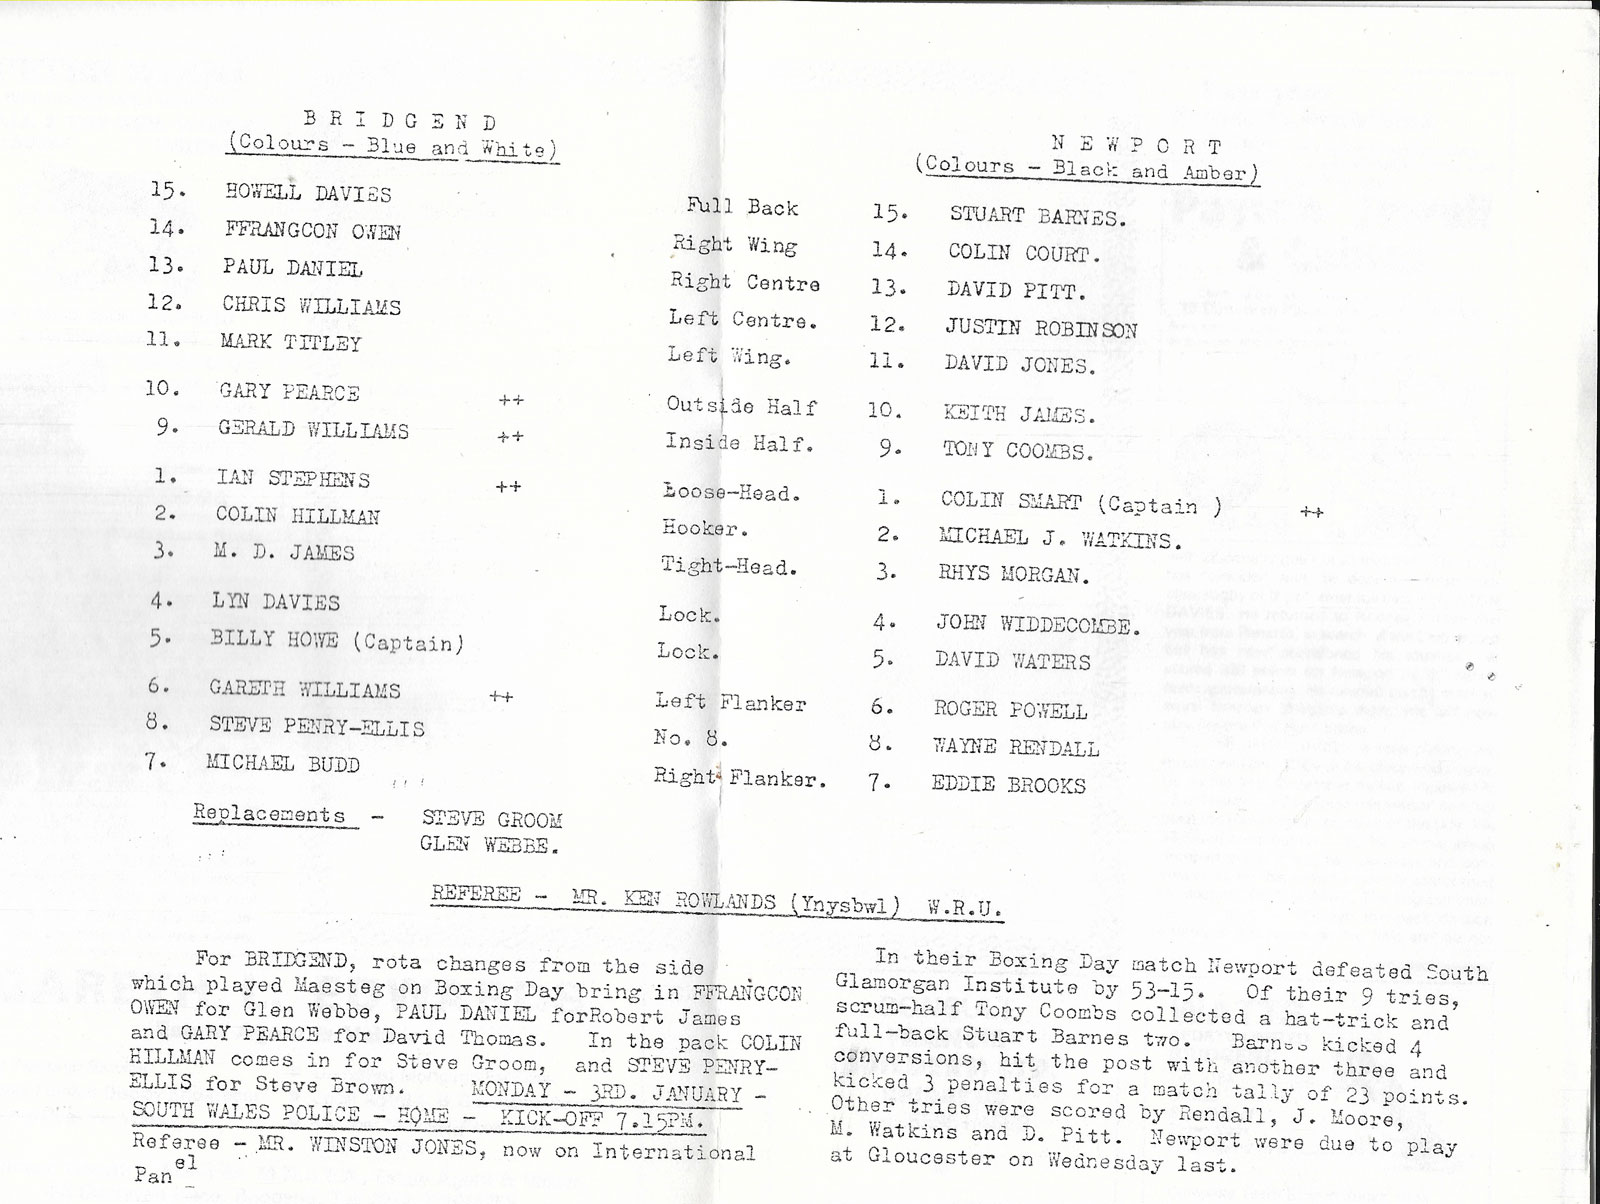 B R I D G E N D
(Colours - Blue and White)
15. HOWELL DAVIES
14. FFRANGCON OWEN
13. PAUL DANIEL
12. CHRIS WILLIAMS
11. MARK TITLEY
10. GARY PEARCE ++
9. GERALD WILLIAMS ++
1. IAN STEPHENS ++
2. COLIN HILLMAN
3. M. D. JAMES
4. LYN DAVIES
5. BILLY HOWE (Captain)
6. GARETH WILLIAMS ++
8. STEVE PENRY-ELLIS
7. MICHAEL BUDD
Replacements - STEVE GROOM
GLEN WEBBE.
Full Back
Right Wing
Right Centre
Left Centre.
Left Wing.
Outside Half
Inside Half.
Loose-Head.
Hooker.
Tight-Head.
Lock.
Lock.
Left Flanker
No. 8.
Right Flanker.
N E W P O R T
(Colours - Black and Amber)
15. STUART BARNES.
14. COLIN COURT.
13. DAVID PITT.
12. JUSTIN ROBINSON
11. DAVID JONES.
10. KEITH JAMES.
9. TONY COOMBS.
1. COLIN SMART (Captain ) ++
2. MICHAEL J. WATKINS.
3. RHYS MORGAN.
4. JOHN WIDDECOMBE.
5. DAVID WATERS
6. ROGER POWELL
8. WAYNE RENDALL
7. EDDIE BROOKS
REFEREE - MR. KEN ROWLANDS (Ynysbwl) W.R.U.
For BRIDGEND, rota changes from the side
which played Maesteg on Boxing Day bring in FFRANGCON
OWEN for Glen Webbe, PAUL DANIEL forRobert James
and GARY PEARCE for David Thomas. In the pack COLIN
HILLMAN comes in for Steve Groom, and STEVE PENRY-
ELLIS for Steve Brown. MONDAY - 3RD. JANUARY -
SOUTH WALES POLICE - HOME - KICK-OFF 7.15PM.
Referee - MR. WINSTON JONES, now on International
Panel
In their Boxing Day match Newport defeated South
Glamorgan Institute by 53-15. Of their 9 tries,
scrum-half Tony Coombs collected a hat-trick and
full-back Stuart Barnes two. Barnes kicked 4
conversions, hit the post with another three and
kicked 3 penalties for a match tally of 23 points.
Other tries were scored by Rendall, J. Moore,
M. Watkins and D. Pitt. Newport were due to play
at Gloucester on Wednesday last.